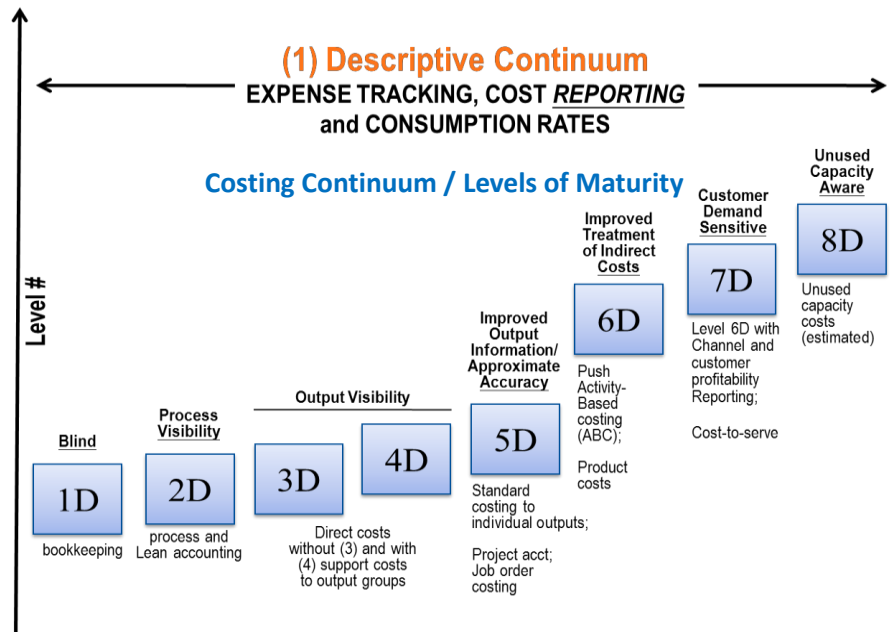 (1) Descriptive Continuum
EXPENSE TRACKING, COST REPORTING
and CONSUMPTION RATES
Costing Continuum / Levels of Maturity
Level #
Blind
1D
bookkeeping
Process
Visibility
2D
process and
Lean accounting
Output Visibility
3D
4D
Direct costs
without (3) and with
(4) support costs
to output groups
Improved
Output
Information/
Approximate
Accuracy
5D
Standard
costing to
individual outputs;
Project acct;
Job order
costing
Improved
Treatment
of Indirect
Costs
6D
Push
Activity-
Based
costing
(ABC);
Product
costs
Customer
Demand
Sensitive
7D
Level 6D with
Channel and
customer
profitability
Reporting;
Cost-to-serve
Unused
Capacity
Aware
8D
Unused
capacity
costs
(estimated)